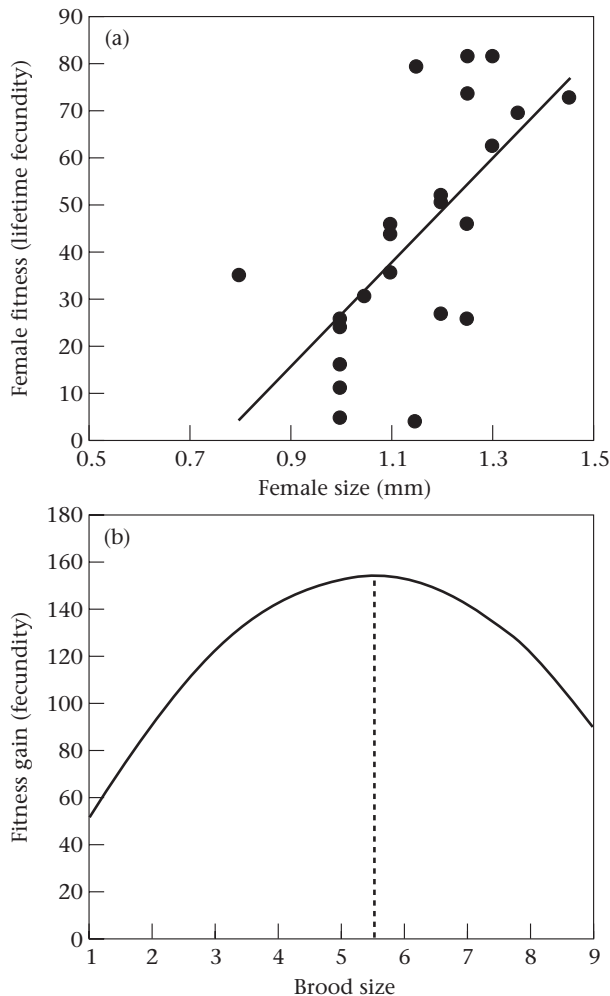 (a)
Female fitness (lifetime fecundity)
90
80
70
60
50
40
30
20
10
0
0.5 0.7 0.9 1.1 1.3 1.5
Female size (mm)
(b)
Fitness gain (fecundity)
180
160
140
120
100
80
60
40
20
0
1 2 3 4 5 6 7 8 9
Brood size